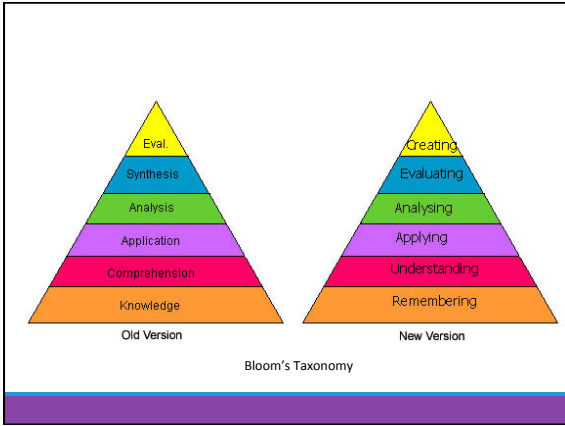 Eval.
Synthesis
Analysis
Application
Comprehension
Knowledge
Old Version
Creating
Evaluating
Analysing
Applying
Understanding
Remembering
New Version
Bloom's Taxonomy